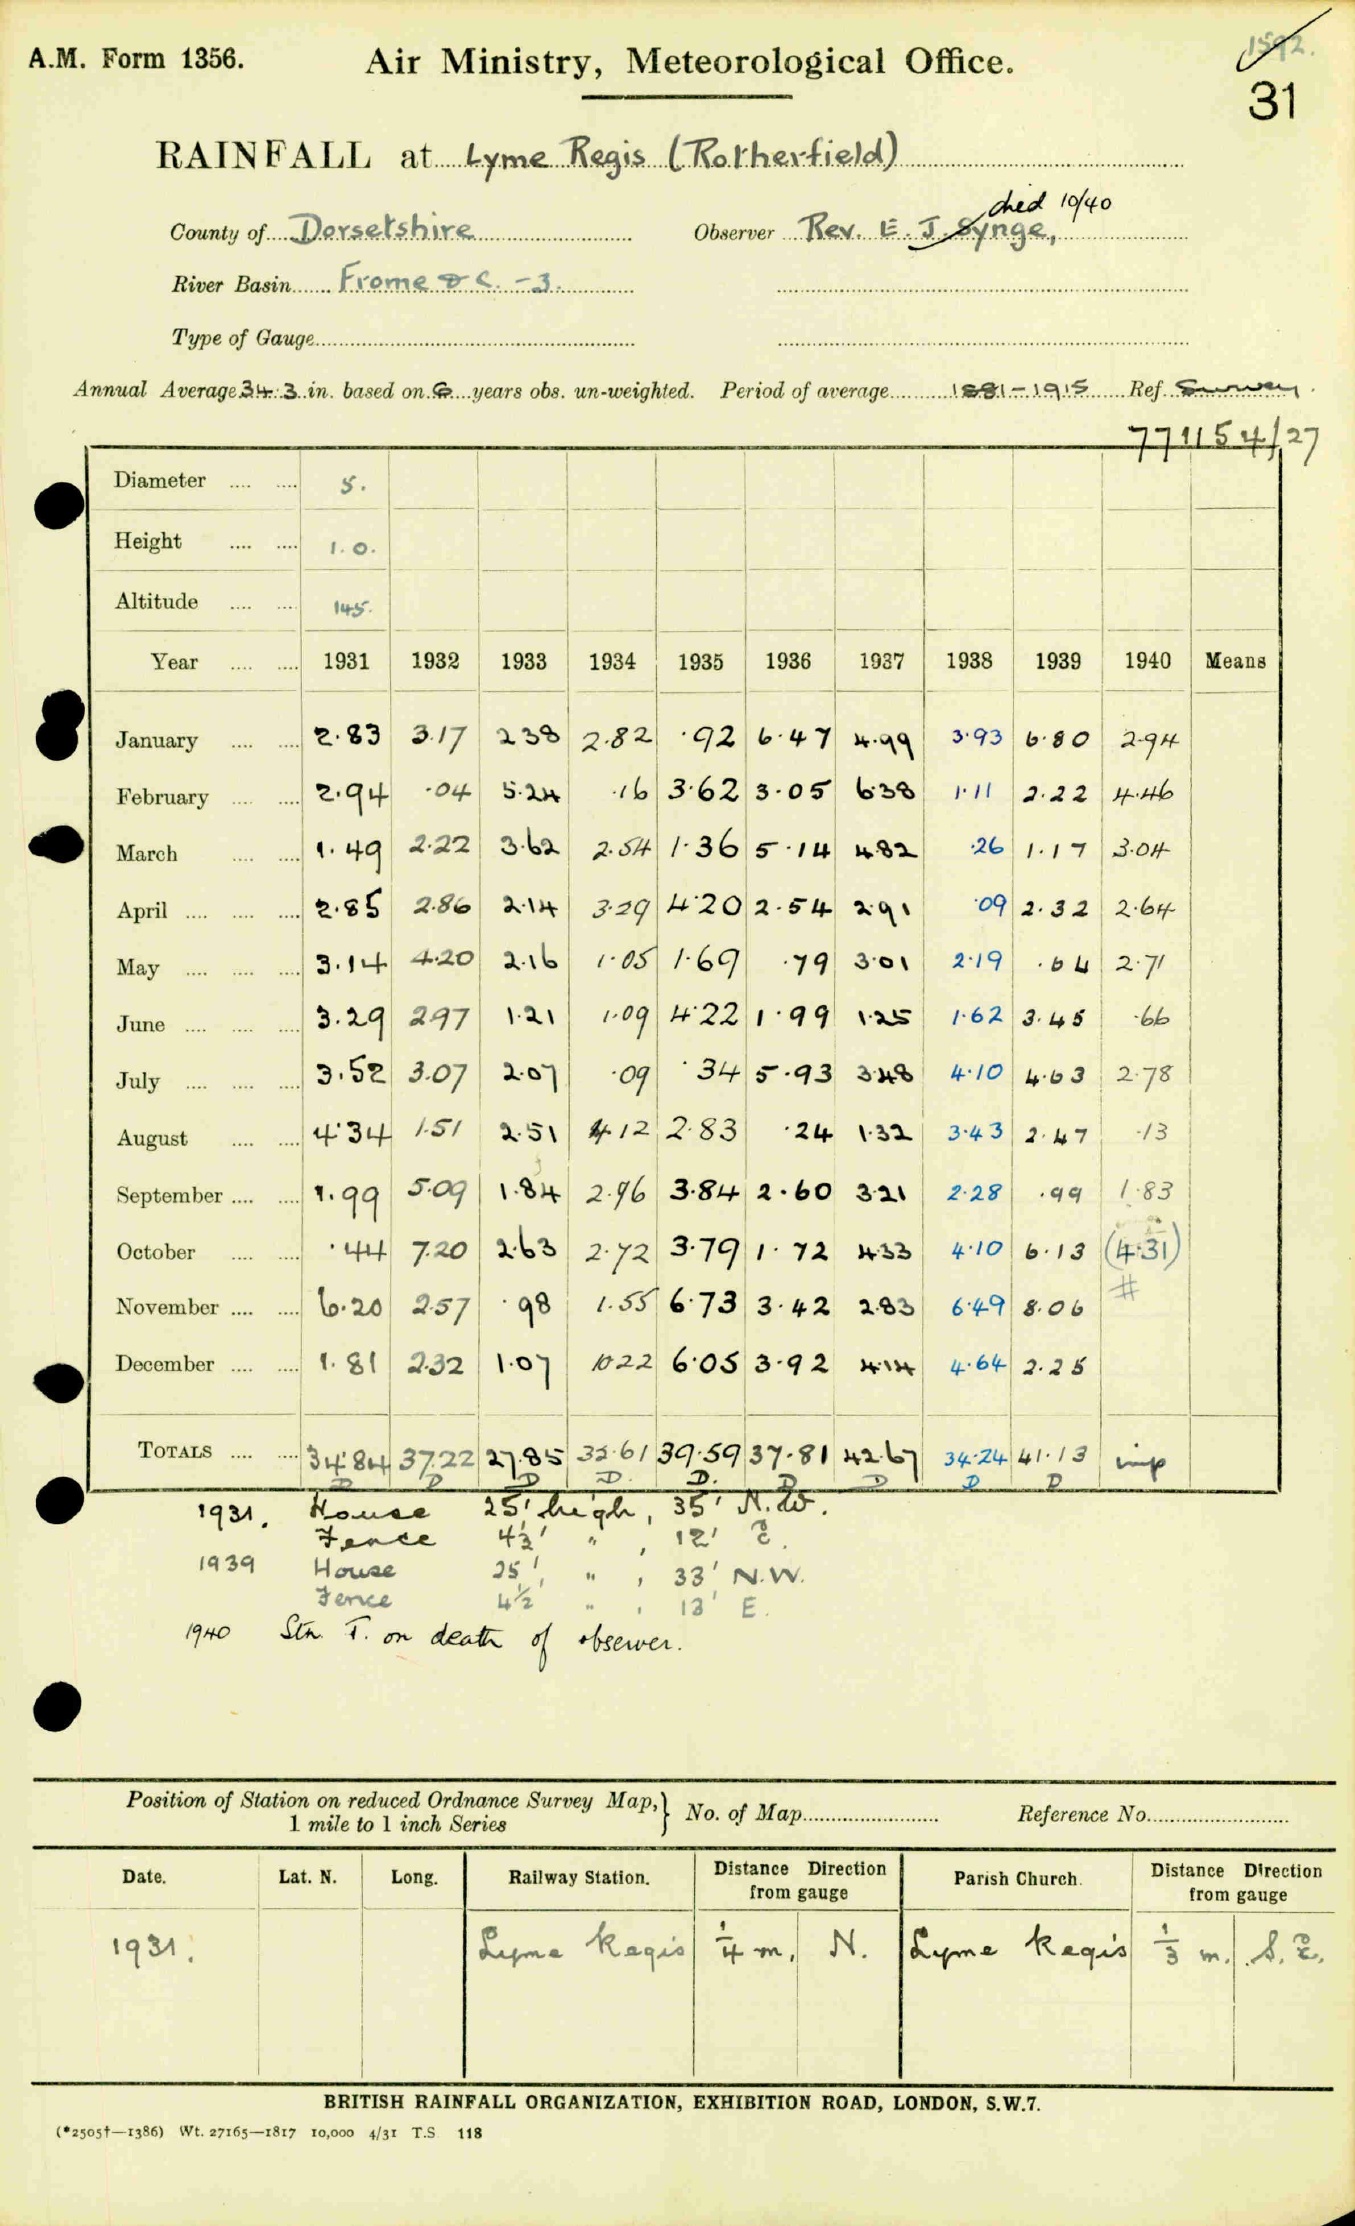 A.M. Form 1356. Air Ministry, Meteorological Office. 1592.
31
RAINFALL at Lyme Regis (Rotherfield)
died 10/40
County of Dorsetshire Observer Rev. E. J. Synge,
River Basin Frome & C. - 3.
Type of Gauge
Annual Average 34.3 in. based on 6 years obs. un-weighted. Period of average 1881-1915 Ref. Survey
77 1154/27
Diameter 5.
Height 1.0.
Altitude 145.
Year 1931 1932 1933 1934 1935 1936 1937 1938 1939 1940 Means
January 2.83 3.17 2.38 2.82 .92 6.47 4.99 3.93 6.80 2.94
February 2.94 .04 5.24 .16 3.62 3.05 6.38 1.11 2.22 4.46
March 1.49 2.22 3.62 2.54 1.36 5.14 4.82 .26 1.17 3.04
April 2.85 2.86 2.14 3.29 4.20 2.54 2.91 .09 2.32 2.64
May 3.14 4.20 2.16 1.05 1.69 .79 3.01 2.19 .64 2.71
June 3.29 2.97 1.21 1.09 4.22 1.99 1.25 1.62 3.45 .66
July 3.52 3.07 2.07 .09 .34 5.93 3.48 4.10 4.63 2.78
August 4.34 1.51 2.51 4.12 2.83 .24 1.32 3.43 2.47 .13
September 1.99 5.09 1.84 2.96 3.84 2.60 3.21 2.28 .99 1.83
October .44 7.20 2.63 2.72 3.79 1.72 4.33 4.10 6.13 (4.31)
November 6.20 2.57 .98 1.55 6.73 3.42 2.83 6.49 8.06 #
December 1.81 2.32 1.07 10.22 6.05 3.92 4.14 4.64 2.25
TOTALS 34.84 37.22 27.85 32.61 39.59 37.81 42.67 34.24 41.13 imp
D D D D. D. D D D D
1931. House 25' high, 35' N.W.
Fence 4½' " , 12' E.
1939 House 25', " , 33' N.W.
Fence 4½ " , 13' E.
1940 Stn T. on death of observer.
Position of Station on reduced Ordnance Survey Map,} No. of Map Reference No.
1 mile to 1 inch Series
Date. Lat. N. Long. Railway Station. Distance Direction from gauge Parish Church. Distance Direction from gauge
1931. Lyme Regis ¼ m. N. Lyme Regis ⅓ m. S.E.
BRITISH RAINFALL ORGANIZATION, EXHIBITION ROAD, LONDON, S.W.7.
(*2505†—1386) Wt. 27165—1817 10,000 4/31 T.S 118